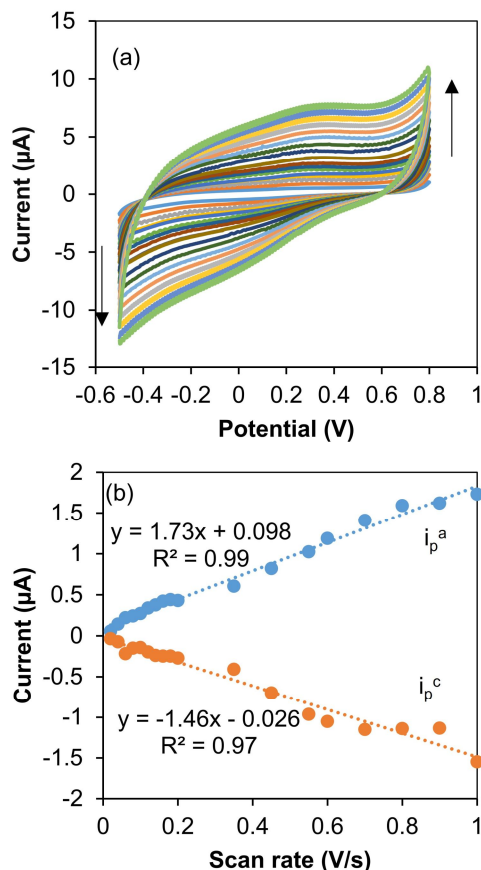 (a)
15
10
5
0
-5
-10
-15
Current (µA)
-0.6 -0.4 -0.2 0 0.2 0.4 0.6 0.8 1
Potential (V)
(b)
2
1.5
1
0.5
0
-0.5
-1
-1.5
-2
Current (µA)
y = 1.73x + 0.098
R² = 0.99
iₚᵃ
iₚᶜ
y = -1.46x - 0.026
R² = 0.97
0 0.2 0.4 0.6 0.8 1
Scan rate (V/s)